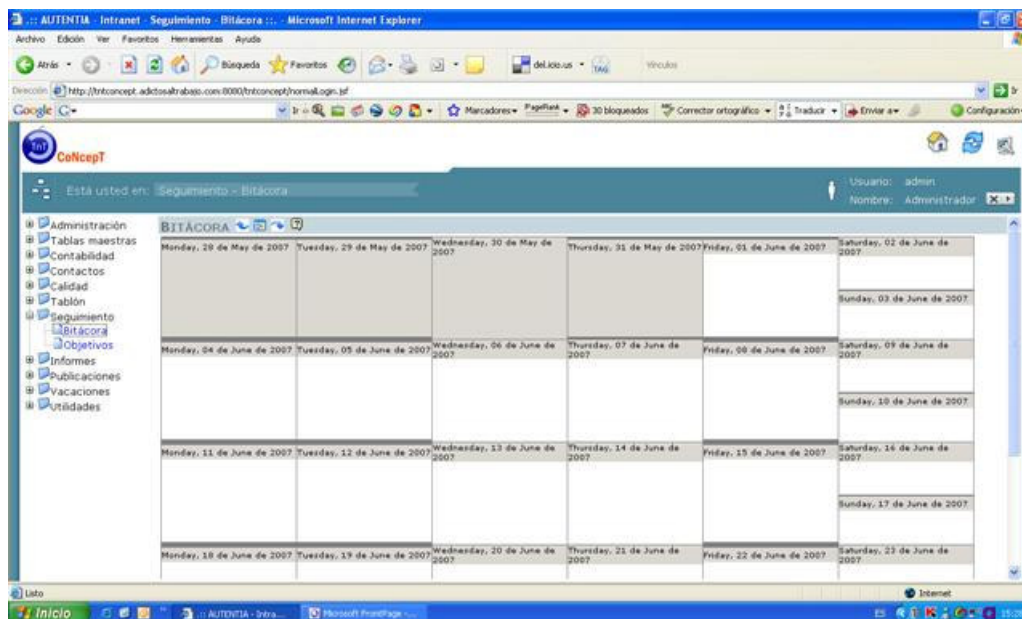 .:: AUTENTIA - Intranet - Seguimiento - Bitácora ::. - Microsoft Internet Explorer
Archivo Edición Ver Favoritos Herramientas Ayuda
Atrás Búsqueda Favoritos del.icio.us TAG Vínculos
Dirección http://tntconcept.adictosaltrabajo.com:8080/tntconcept/normalLogin.jsf Ir
Google G Ir Marcadores PageRank 30 bloqueados Corrector ortográfico Traducir Enviar a Configuración
TnT CoNcepT
Está usted en: Seguimiento - Bitácora
Usuario: admin
Nombre: Administrador
Administración
Tablas maestras
Contabilidad
Contactos
Calidad
Tablón
Seguimiento
Bitácora
Objetivos
Informes
Publicaciones
Vacaciones
Utilidades
BITÁCORA
Monday, 28 de May de 2007 Tuesday, 29 de May de 2007 Wednesday, 30 de May de 2007 Thursday, 31 de May de 2007 Friday, 01 de June de 2007 Saturday, 02 de June de 2007
Sunday, 03 de June de 2007
Monday, 04 de June de 2007 Tuesday, 05 de June de 2007 Wednesday, 06 de June de 2007 Thursday, 07 de June de 2007 Friday, 08 de June de 2007 Saturday, 09 de June de 2007
Sunday, 10 de June de 2007
Monday, 11 de June de 2007 Tuesday, 12 de June de 2007 Wednesday, 13 de June de 2007 Thursday, 14 de June de 2007 Friday, 15 de June de 2007 Saturday, 16 de June de 2007
Sunday, 17 de June de 2007
Monday, 18 de June de 2007 Tuesday, 19 de June de 2007 Wednesday, 20 de June de 2007 Thursday, 21 de June de 2007 Friday, 22 de June de 2007 Saturday, 23 de June de 2007
Listo Internet
Inicio .:: AUTENTIA - Intra... Microsoft FrontPage -... ES